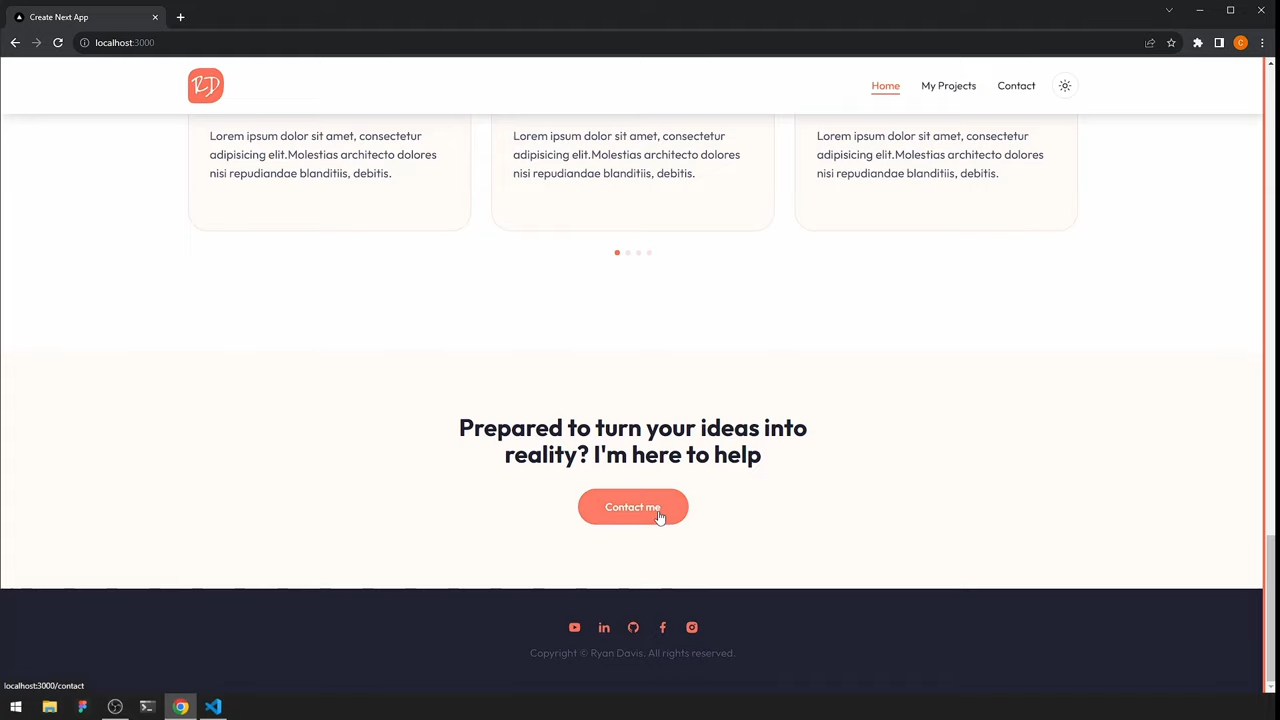 Create Next App
localhost:3000
RD
Home My Projects Contact
Lorem ipsum dolor sit amet, consectetur
adipisicing elit.Molestias architecto dolores
nisi repudiandae blanditiis, debitis.
Lorem ipsum dolor sit amet, consectetur
adipisicing elit.Molestias architecto dolores
nisi repudiandae blanditiis, debitis.
Lorem ipsum dolor sit amet, consectetur
adipisicing elit.Molestias architecto dolores
nisi repudiandae blanditiis, debitis.
Prepared to turn your ideas into
reality? I'm here to help
Contact me
Copyright © Ryan Davis. All rights reserved.
localhost:3000/contact